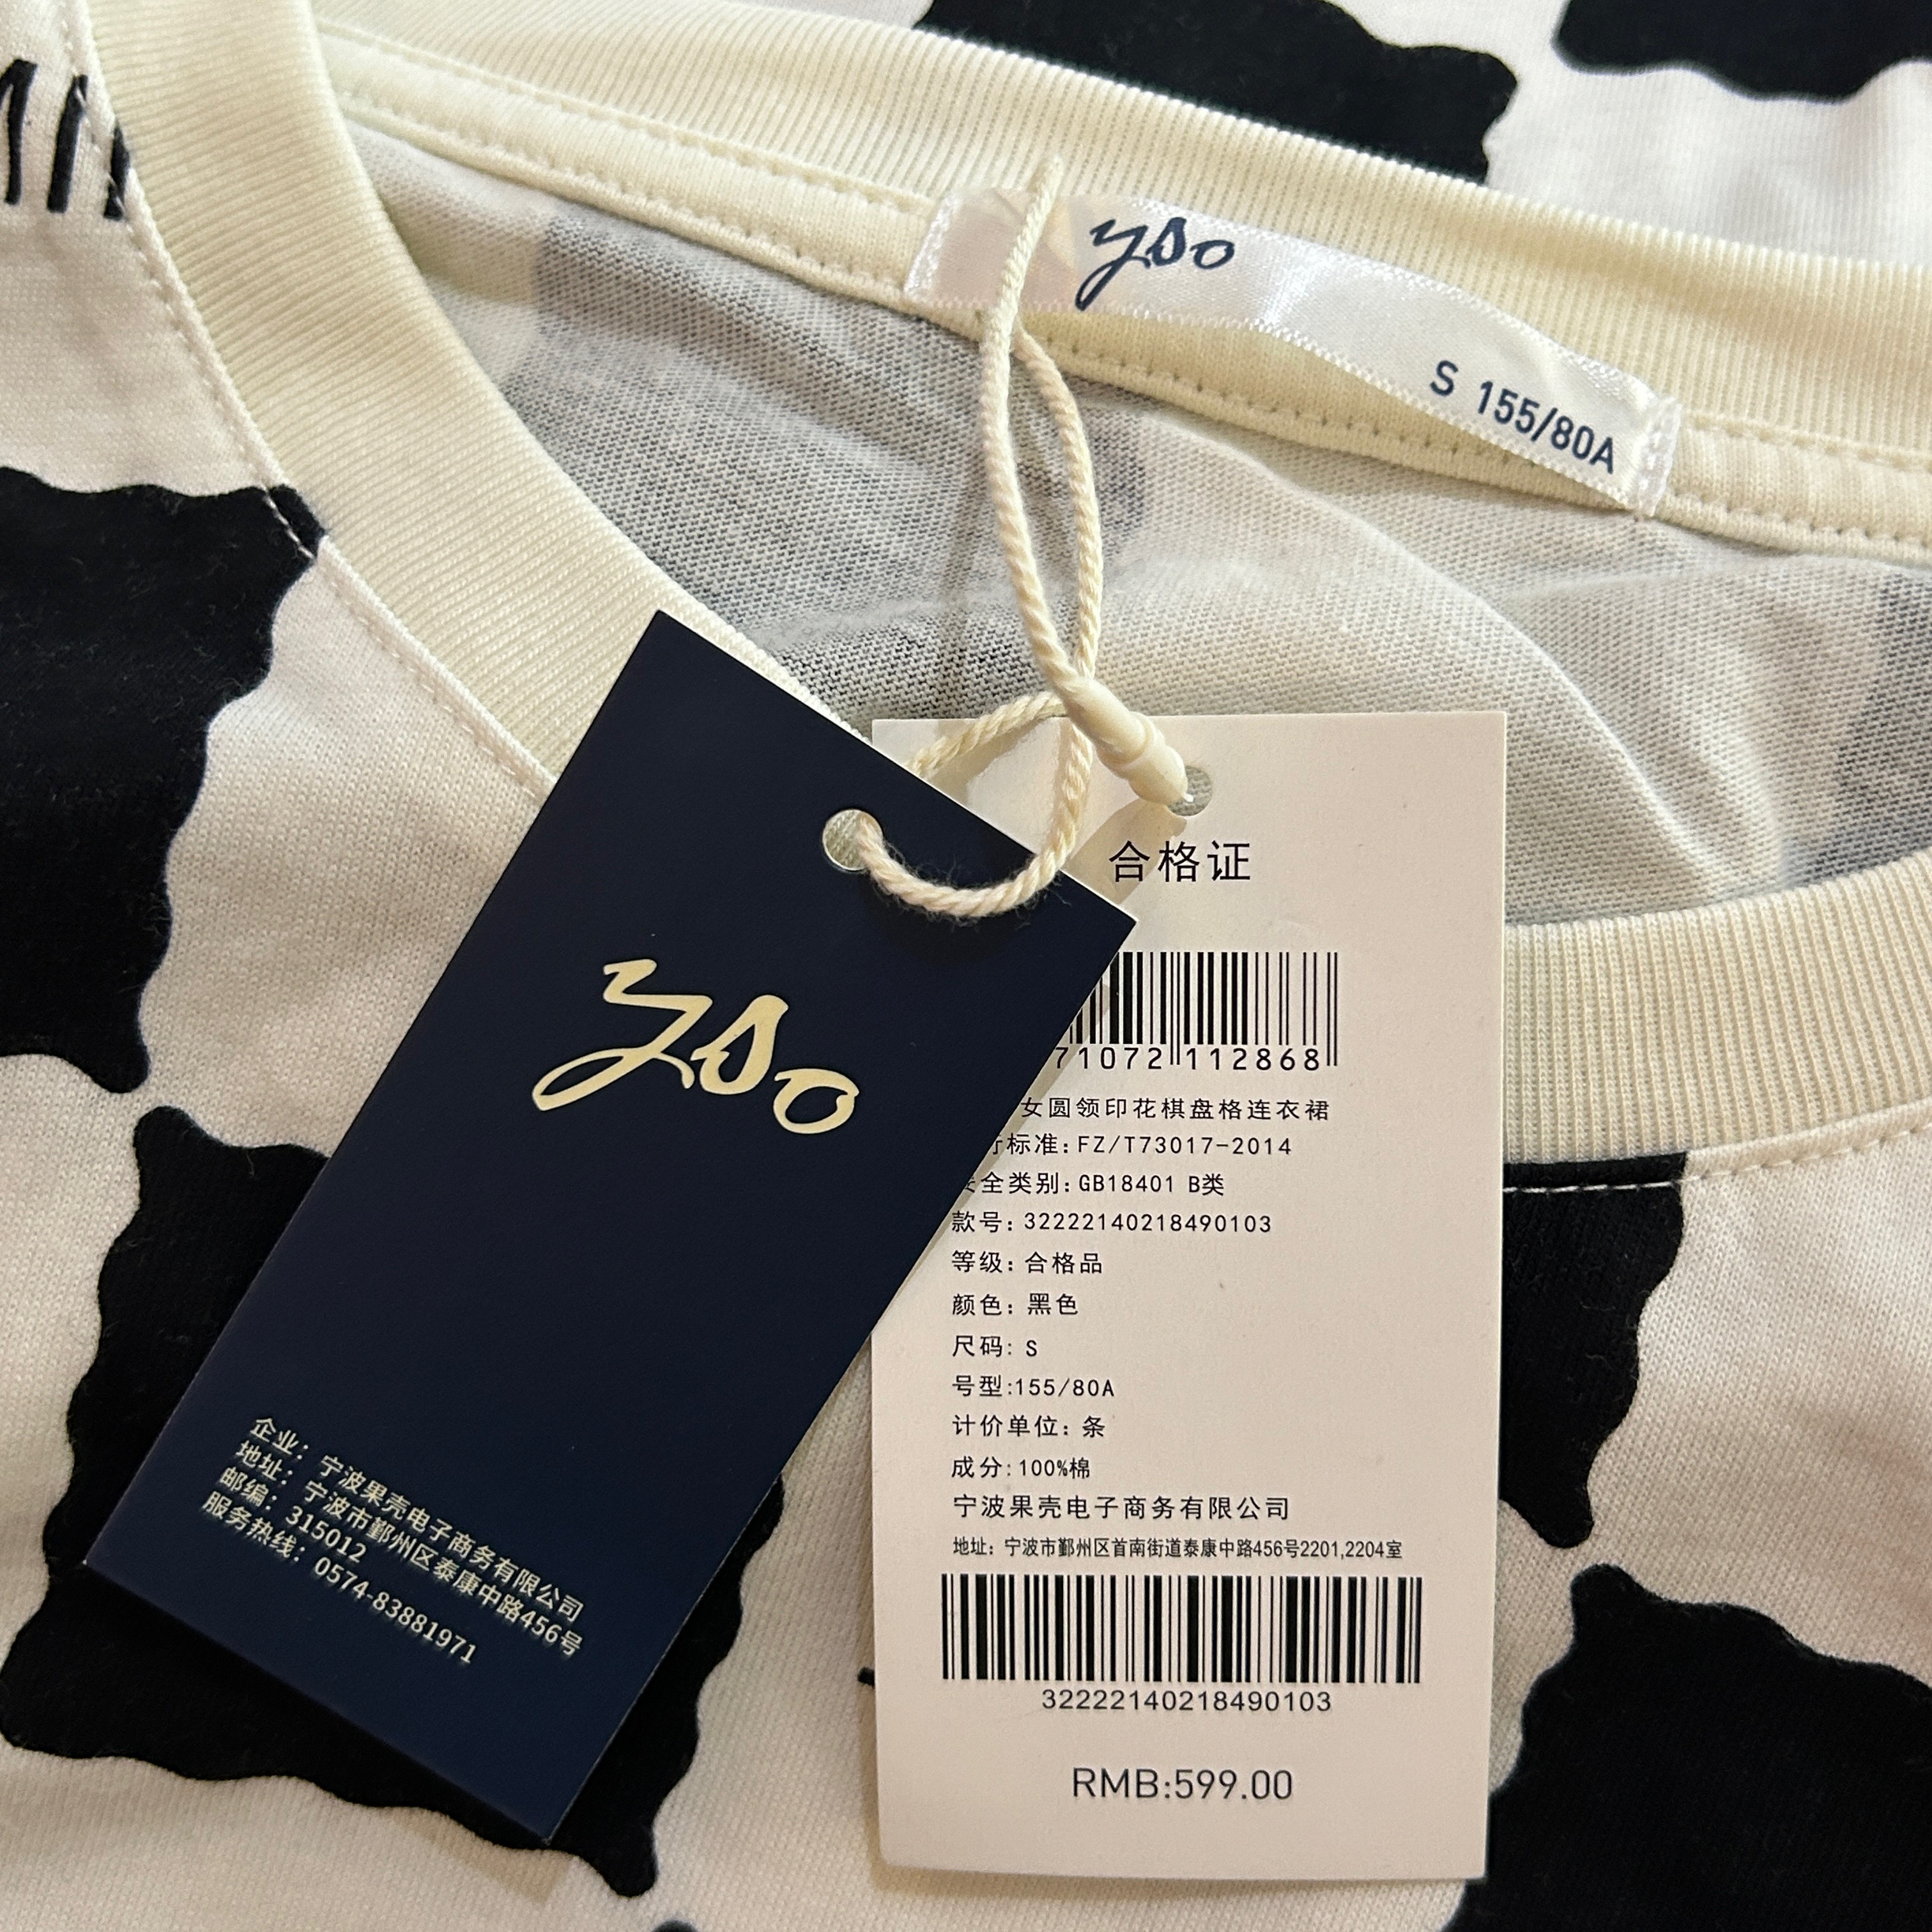 yso
S 155/80A
合格证
71072 112868
女圆领印花棋盘格连衣裙
标准: FZ/T73017-2014
全类别: GB18401 B类
款号: 32222140218490103
等级: 合格品
颜色: 黑色
尺码: S
号型:155/80A
计价单位: 条
成分: 100%棉
宁波果壳电子商务有限公司
地址: 宁波市鄞州区首南街道泰康中路456号2201,2204室
32222140218490103
RMB:599.00
yso
企业: 宁波果壳电子商务有限公司
地址: 宁波市鄞州区泰康中路456号
邮编: 315012
服务热线: 0574-83881971